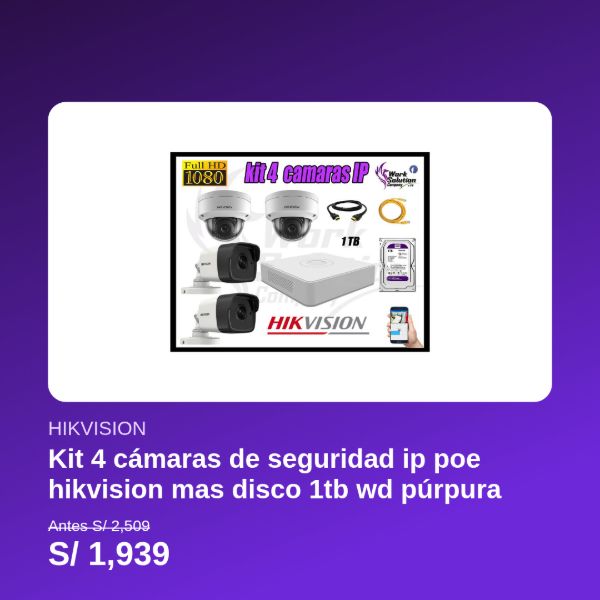 Full HD
1080
kit 4 camaras IP
Work
Solution
Company
1 TB
HIKVISION
HIKVISION
Kit 4 cámaras de seguridad ip poe
hikvision mas disco 1tb wd púrpura
Antes S/ 2,509
S/ 1,939